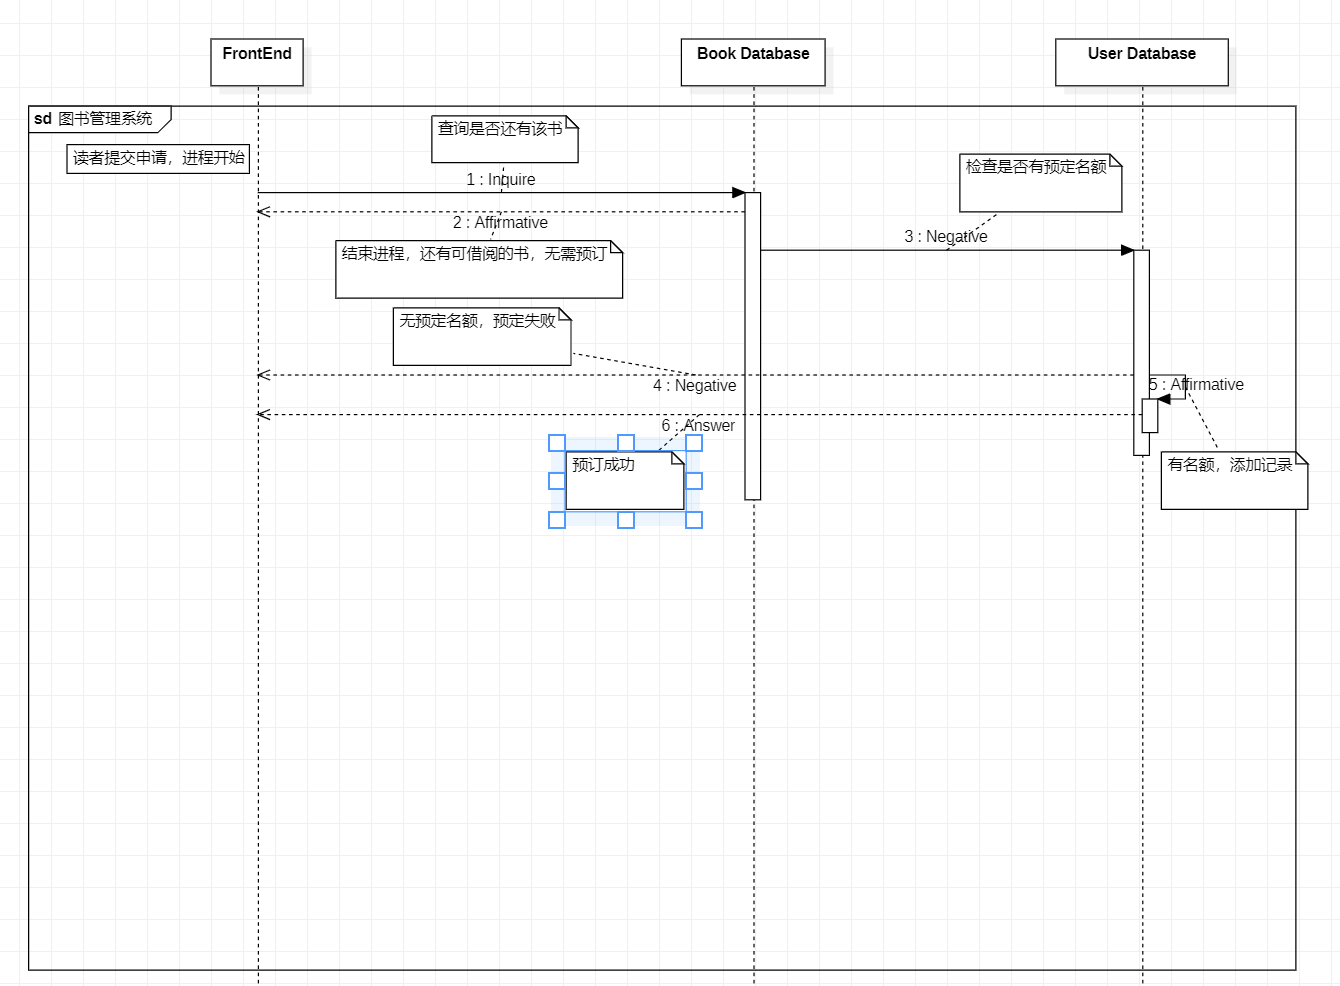 FrontEnd
Book Database
User Database
sd 图书管理系统
查询是否还有该书
读者提交申请，进程开始
检查是否有预定名额
1 : Inquire
2 : Affirmative
3 : Negative
结束进程，还有可借阅的书，无需预订
无预定名额，预定失败
4 : Negative
5 : Affirmative
6 : Answer
预订成功
有名额，添加记录